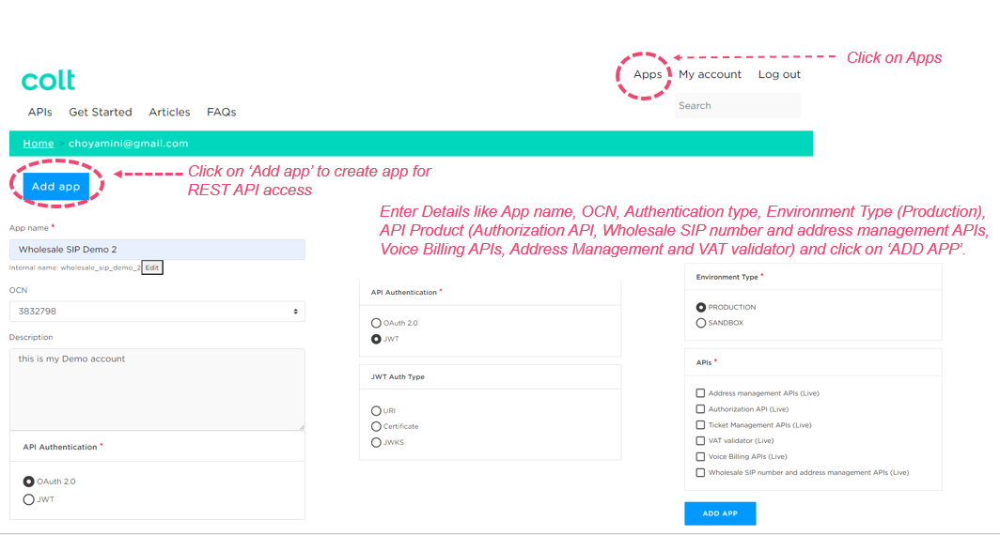 colt
Apps
My account
Log out
Click on Apps
APIs
Get Started
Articles
FAQs
Search
Home > choyamini@gmail.com
Add app
Click on ‘Add app’ to create app for
REST API access
Enter Details like App name, OCN, Authentication type, Environment Type (Production),
API Product (Authorization API, Wholesale SIP number and address management APIs,
Voice Billing APIs, Address Management and VAT validator) and click on ‘ADD APP’.
App name *
Wholesale SIP Demo 2
Internal name: wholesale_sip_demo_2 Edit
OCN
3832798
Description
this is my Demo account
API Authentication *
OAuth 2.0
JWT
API Authentication *
OAuth 2.0
JWT
JWT Auth Type
URI
Certificate
JWKS
Environment Type *
PRODUCTION
SANDBOX
APIs *
Address management APIs (Live)
Authorization API (Live)
Ticket Management APIs (Live)
VAT validator (Live)
Voice Billing APIs (Live)
Wholesale SIP number and address management APIs (Live)
ADD APP